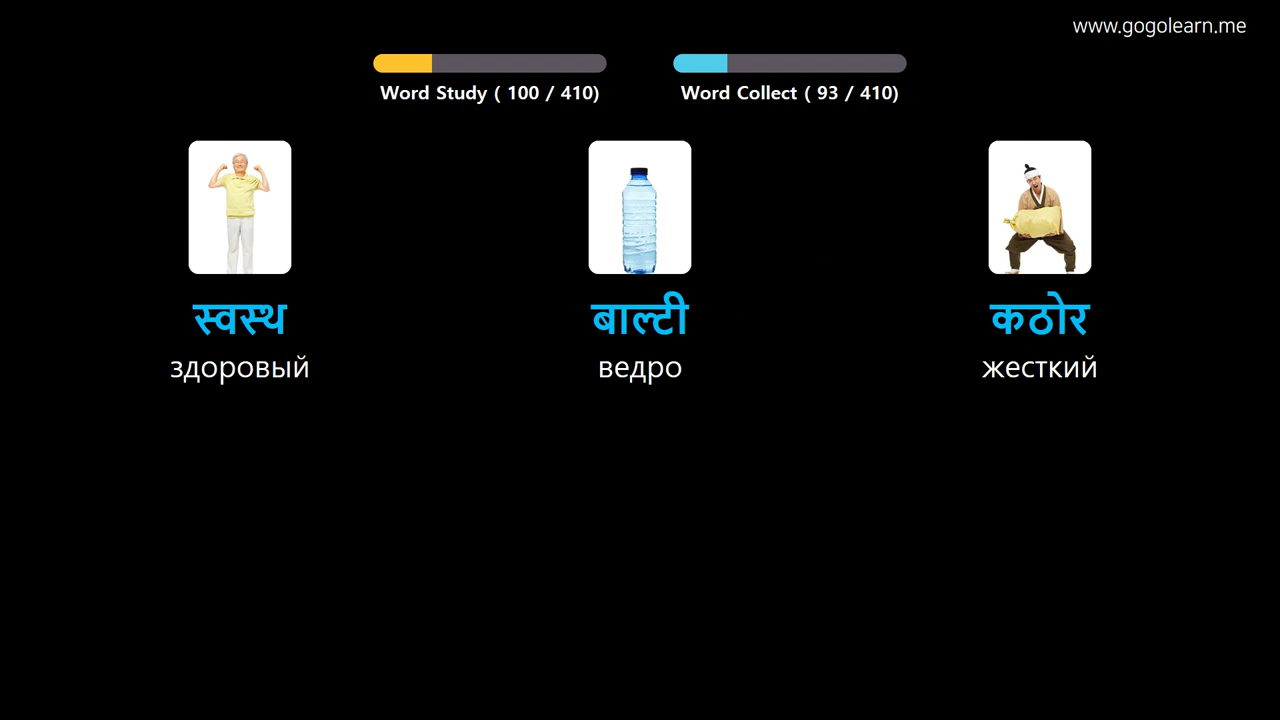 www.gogolearn.me
Word Study ( 100 / 410)
Word Collect ( 93 / 410)
स्वस्थ
बाल्टी
कठोर
здоровый
ведро
жесткий